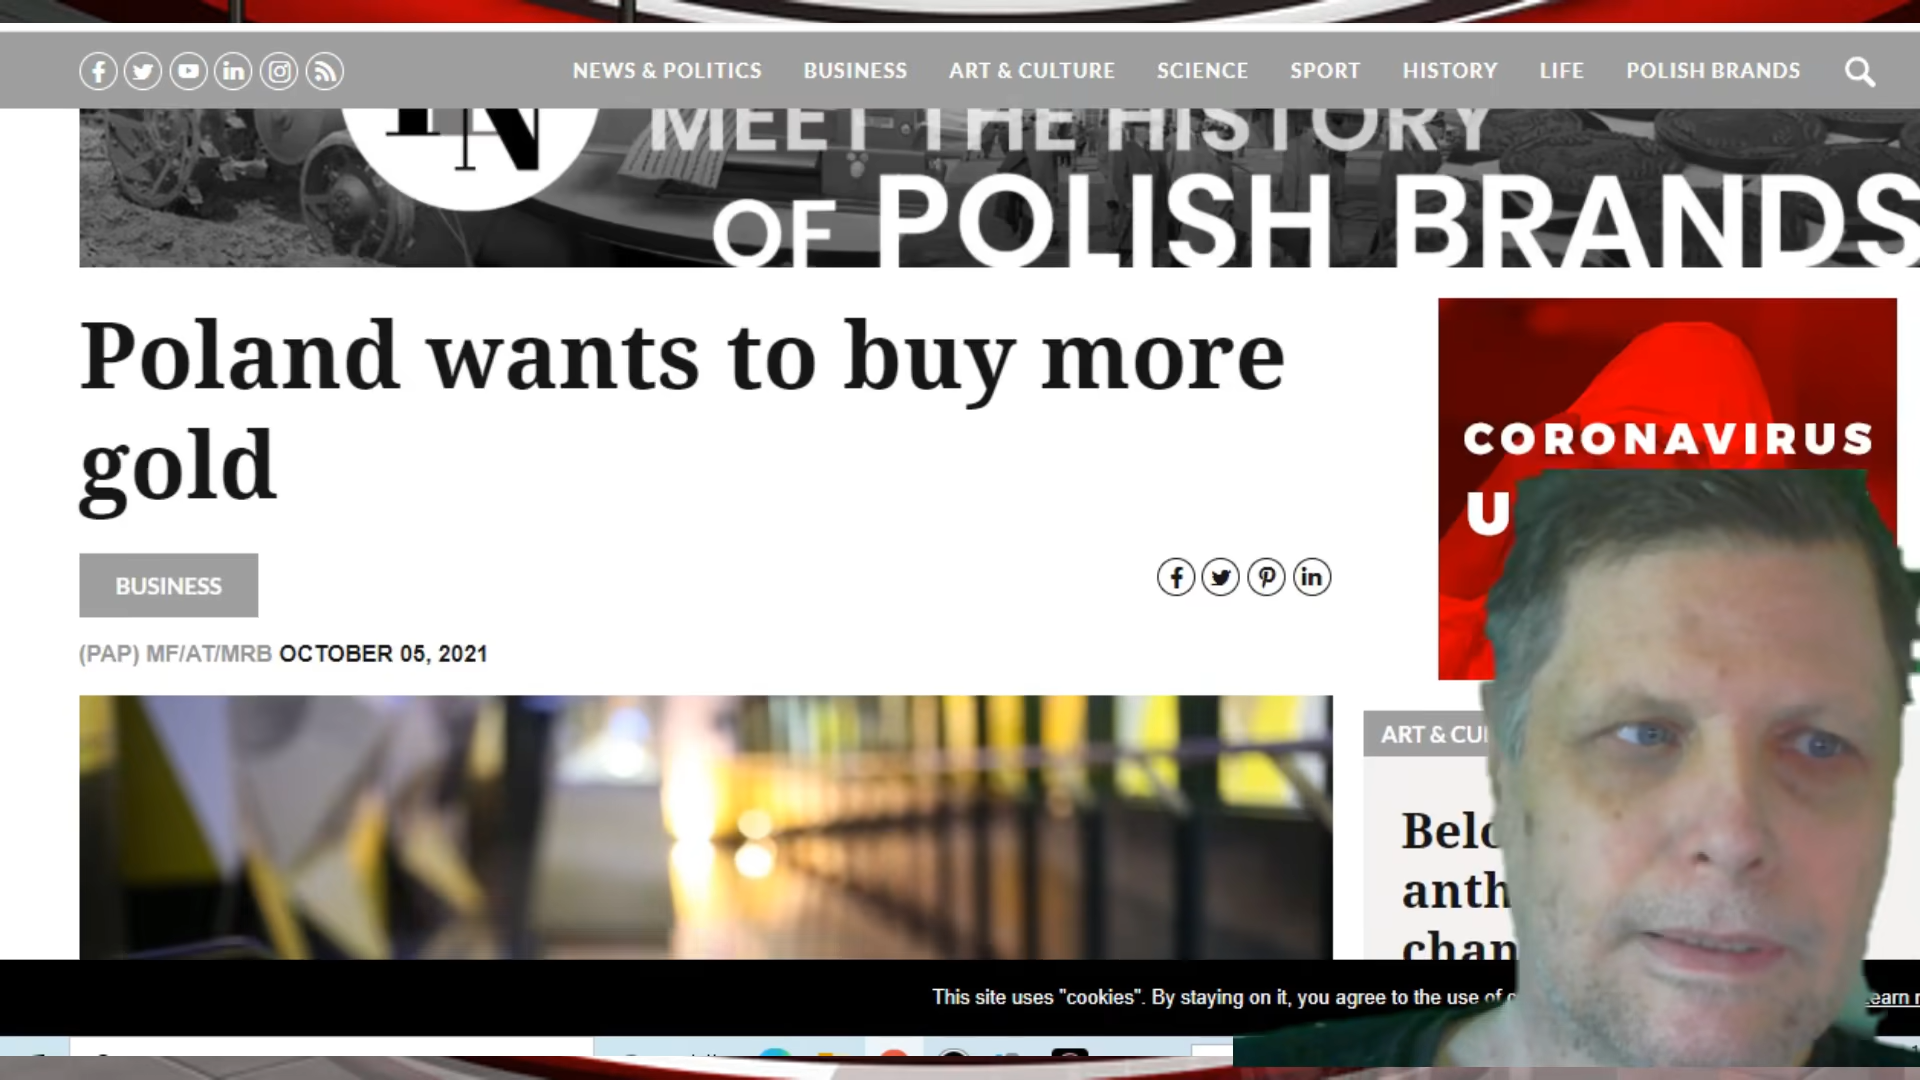 NEWS & POLITICS BUSINESS ART & CULTURE SCIENCE SPORT HISTORY LIFE POLISH BRANDS
MEET THE HISTORY
OF POLISH BRANDS
Poland wants to buy more
gold
BUSINESS
(PAP) MF/AT/MRB OCTOBER 05, 2021
CORONAVIRUS
ART &
This site uses "cookies". By staying on it, you agree to the use of